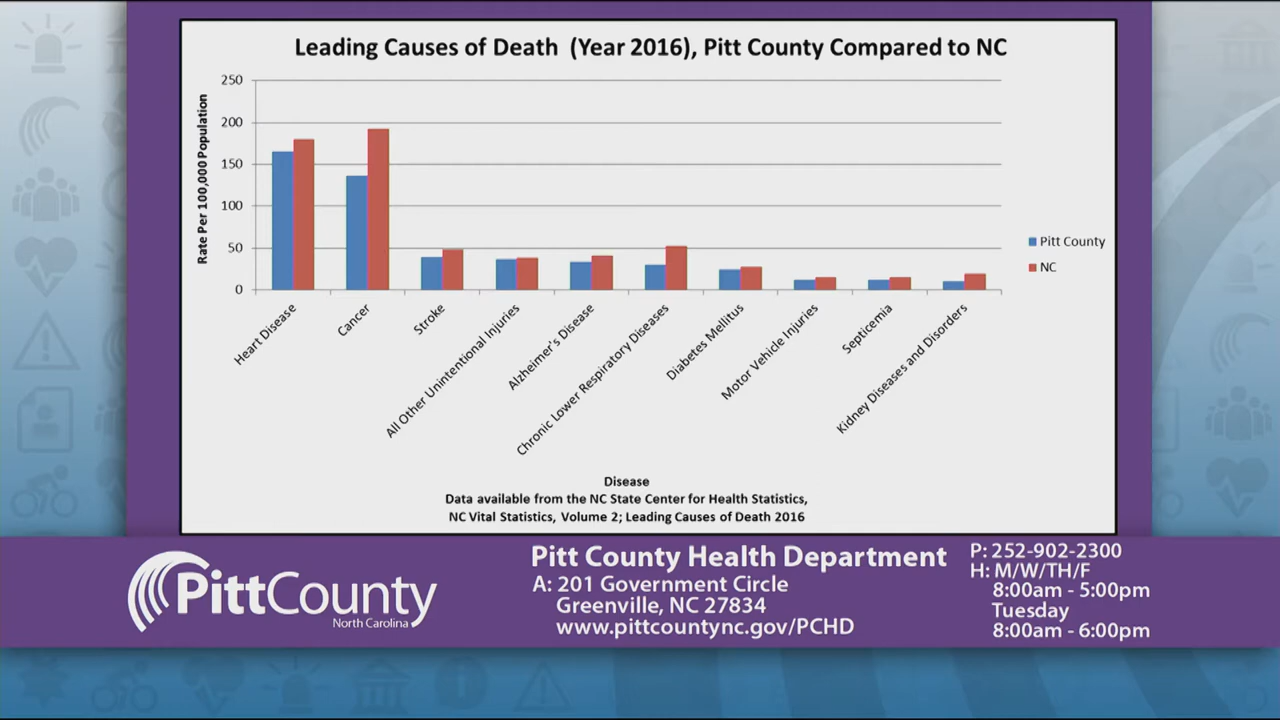 Leading Causes of Death (Year 2016), Pitt County Compared to NC
Rate Per 100,000 Population
250
200
150
100
50
0
Heart Disease
Cancer
Stroke
All Other Unintentional Injuries
Alzheimer's Disease
Chronic Lower Respiratory Diseases
Diabetes Mellitus
Motor Vehicle Injuries
Septicemia
Kidney Diseases and Disorders
Pitt County
NC
Disease
Data available from the NC State Center for Health Statistics,
NC Vital Statistics, Volume 2; Leading Causes of Death 2016
PittCounty
North Carolina
Pitt County Health Department
A: 201 Government Circle
Greenville, NC 27834
www.pittcountync.gov/PCHD
P: 252-902-2300
H: M/W/TH/F
8:00am - 5:00pm
Tuesday
8:00am - 6:00pm